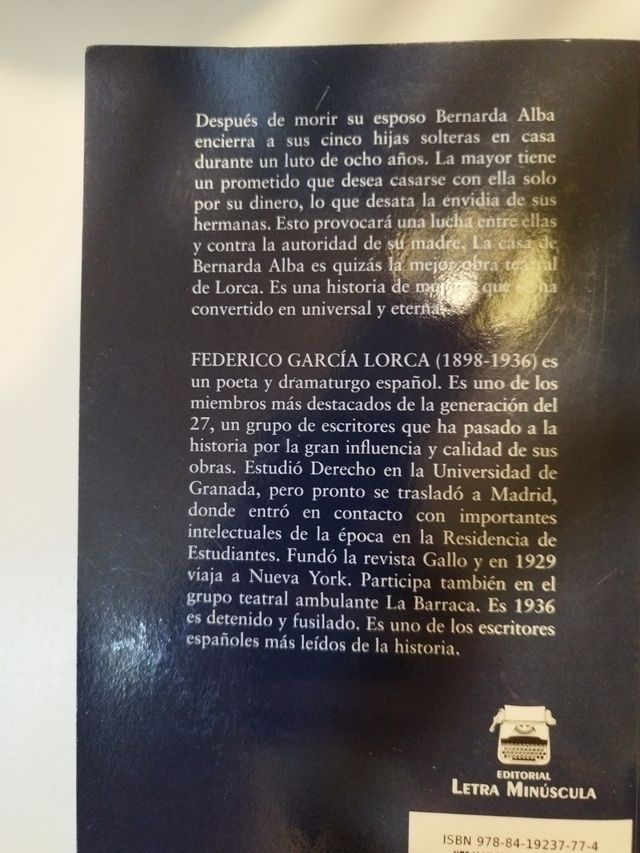 Después de morir su esposo Bernarda Alba
encierra a sus cinco hijas solteras en casa
durante un luto de ocho años. La mayor tiene
un prometido que desea casarse con ella solo
por su dinero, lo que desata la envidia de sus
hermanas. Esto provocará una lucha entre ellas
y contra la autoridad de su madre. La casa de
Bernarda Alba es quizás la mejor obra teatral
de Lorca. Es una historia de que se ha
convertido en universal y eterna.
FEDERICO GARCÍA LORCA (1898-1936) es
un poeta y dramaturgo español. Es uno de los
miembros más destacados de la generación del
27, un grupo de escritores que ha pasado a la
historia por la gran influencia y calidad de sus
obras. Estudió Derecho en la Universidad de
Granada, pero pronto se trasladó a Madrid,
donde entró en contacto con importantes
intelectuales de la época en la Residencia de
Estudiantes. Fundó la revista Gallo y en 1929
viaja a Nueva York. Participa también en el
grupo teatral ambulante La Barraca. Es 1936
es detenido y fusilado. Es uno de los escritores
españoles más leídos de la historia.
EDITORIAL
LETRA MINÚSCULA
ISBN 978-84-19237-77-4